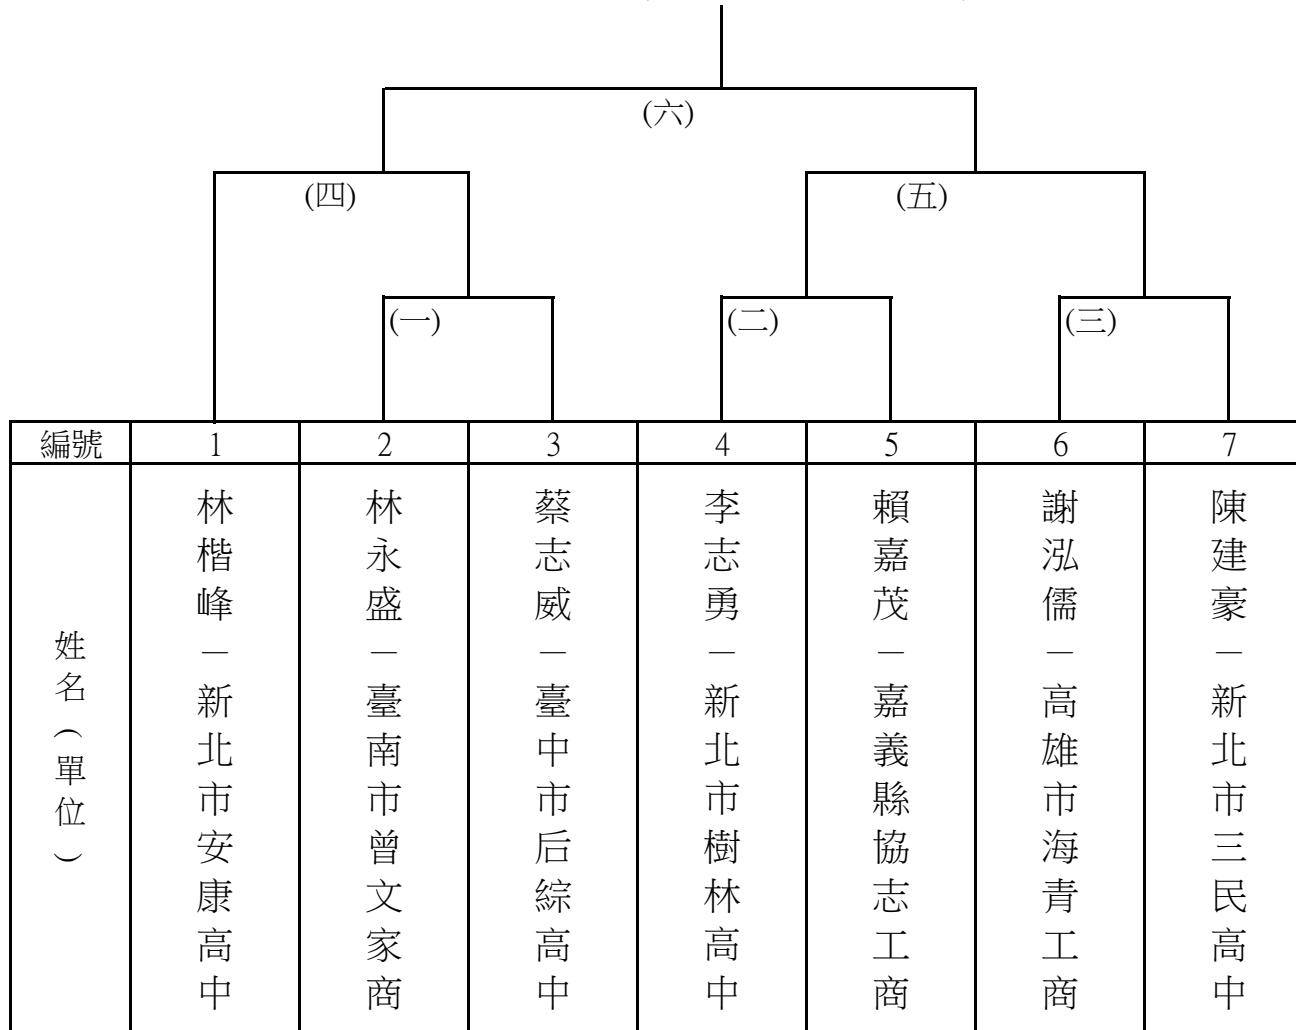 (六)
(四)
(五)
(一)
(二)
(三)
編號 1 2 3 4 5 6 7
姓名(單位)
林楷峰－新北市安康高中
林永盛－臺南市曾文家商
蔡志威－臺中市后綜高中
李志勇－新北市樹林高中
賴嘉茂－嘉義縣協志工商
謝泓儒－高雄市海青工商
陳建豪－新北市三民高中